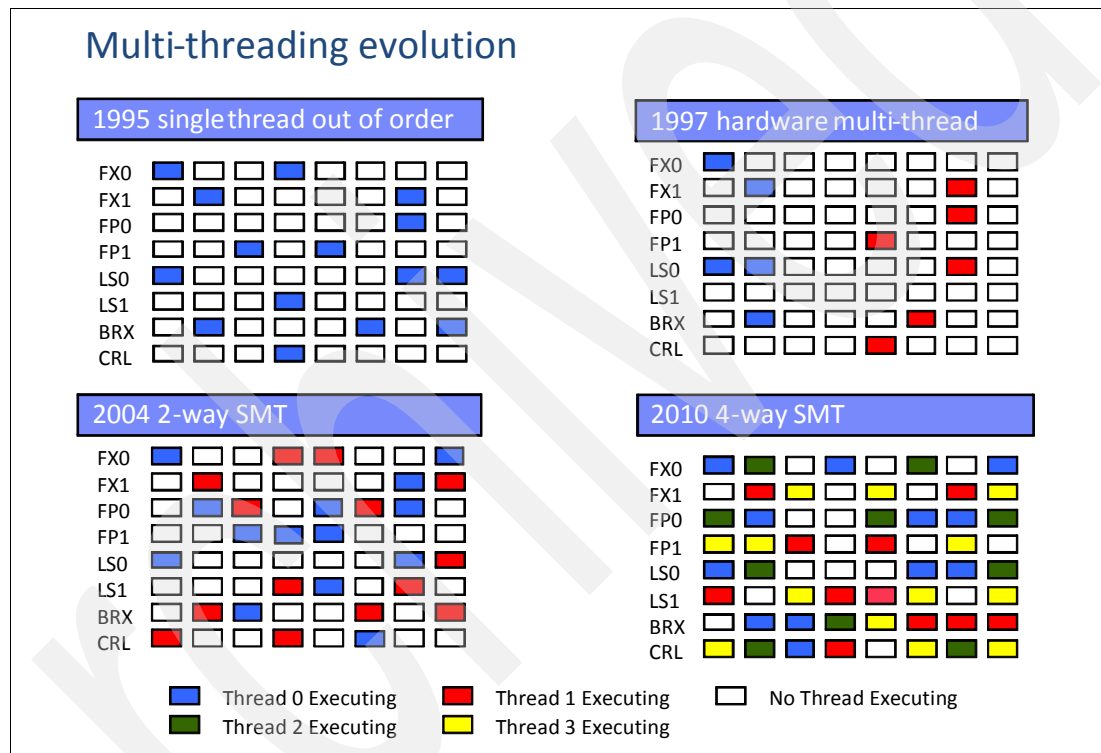 Multi-threading evolution
1995 single thread out of order
FX0
FX1
FP0
FP1
LS0
LS1
BRX
CRL
1997 hardware multi-thread
FX0
FX1
FP0
FP1
LS0
LS1
BRX
CRL
2004 2-way SMT
FX0
FX1
FP0
FP1
LS0
LS1
BRX
CRL
2010 4-way SMT
FX0
FX1
FP0
FP1
LS0
LS1
BRX
CRL
Thread 0 Executing
Thread 1 Executing
No Thread Executing
Thread 2 Executing
Thread 3 Executing